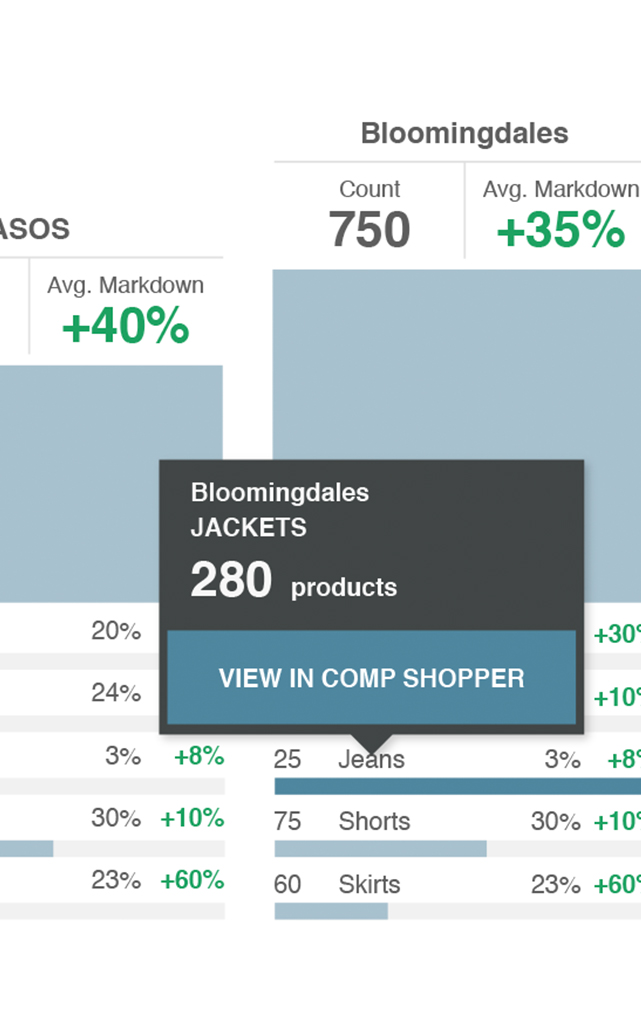 Bloomingdales
Count
750
Avg. Markdown
+35%
ASOS
Avg. Markdown
+40%
Bloomingdales
JACKETS
280 products
VIEW IN COMP SHOPPER
20%
24%
3% +8%
30% +10%
23% +60%
+30%
+10%
25 Jeans 3% +8%
75 Shorts 30% +10%
60 Skirts 23% +60%